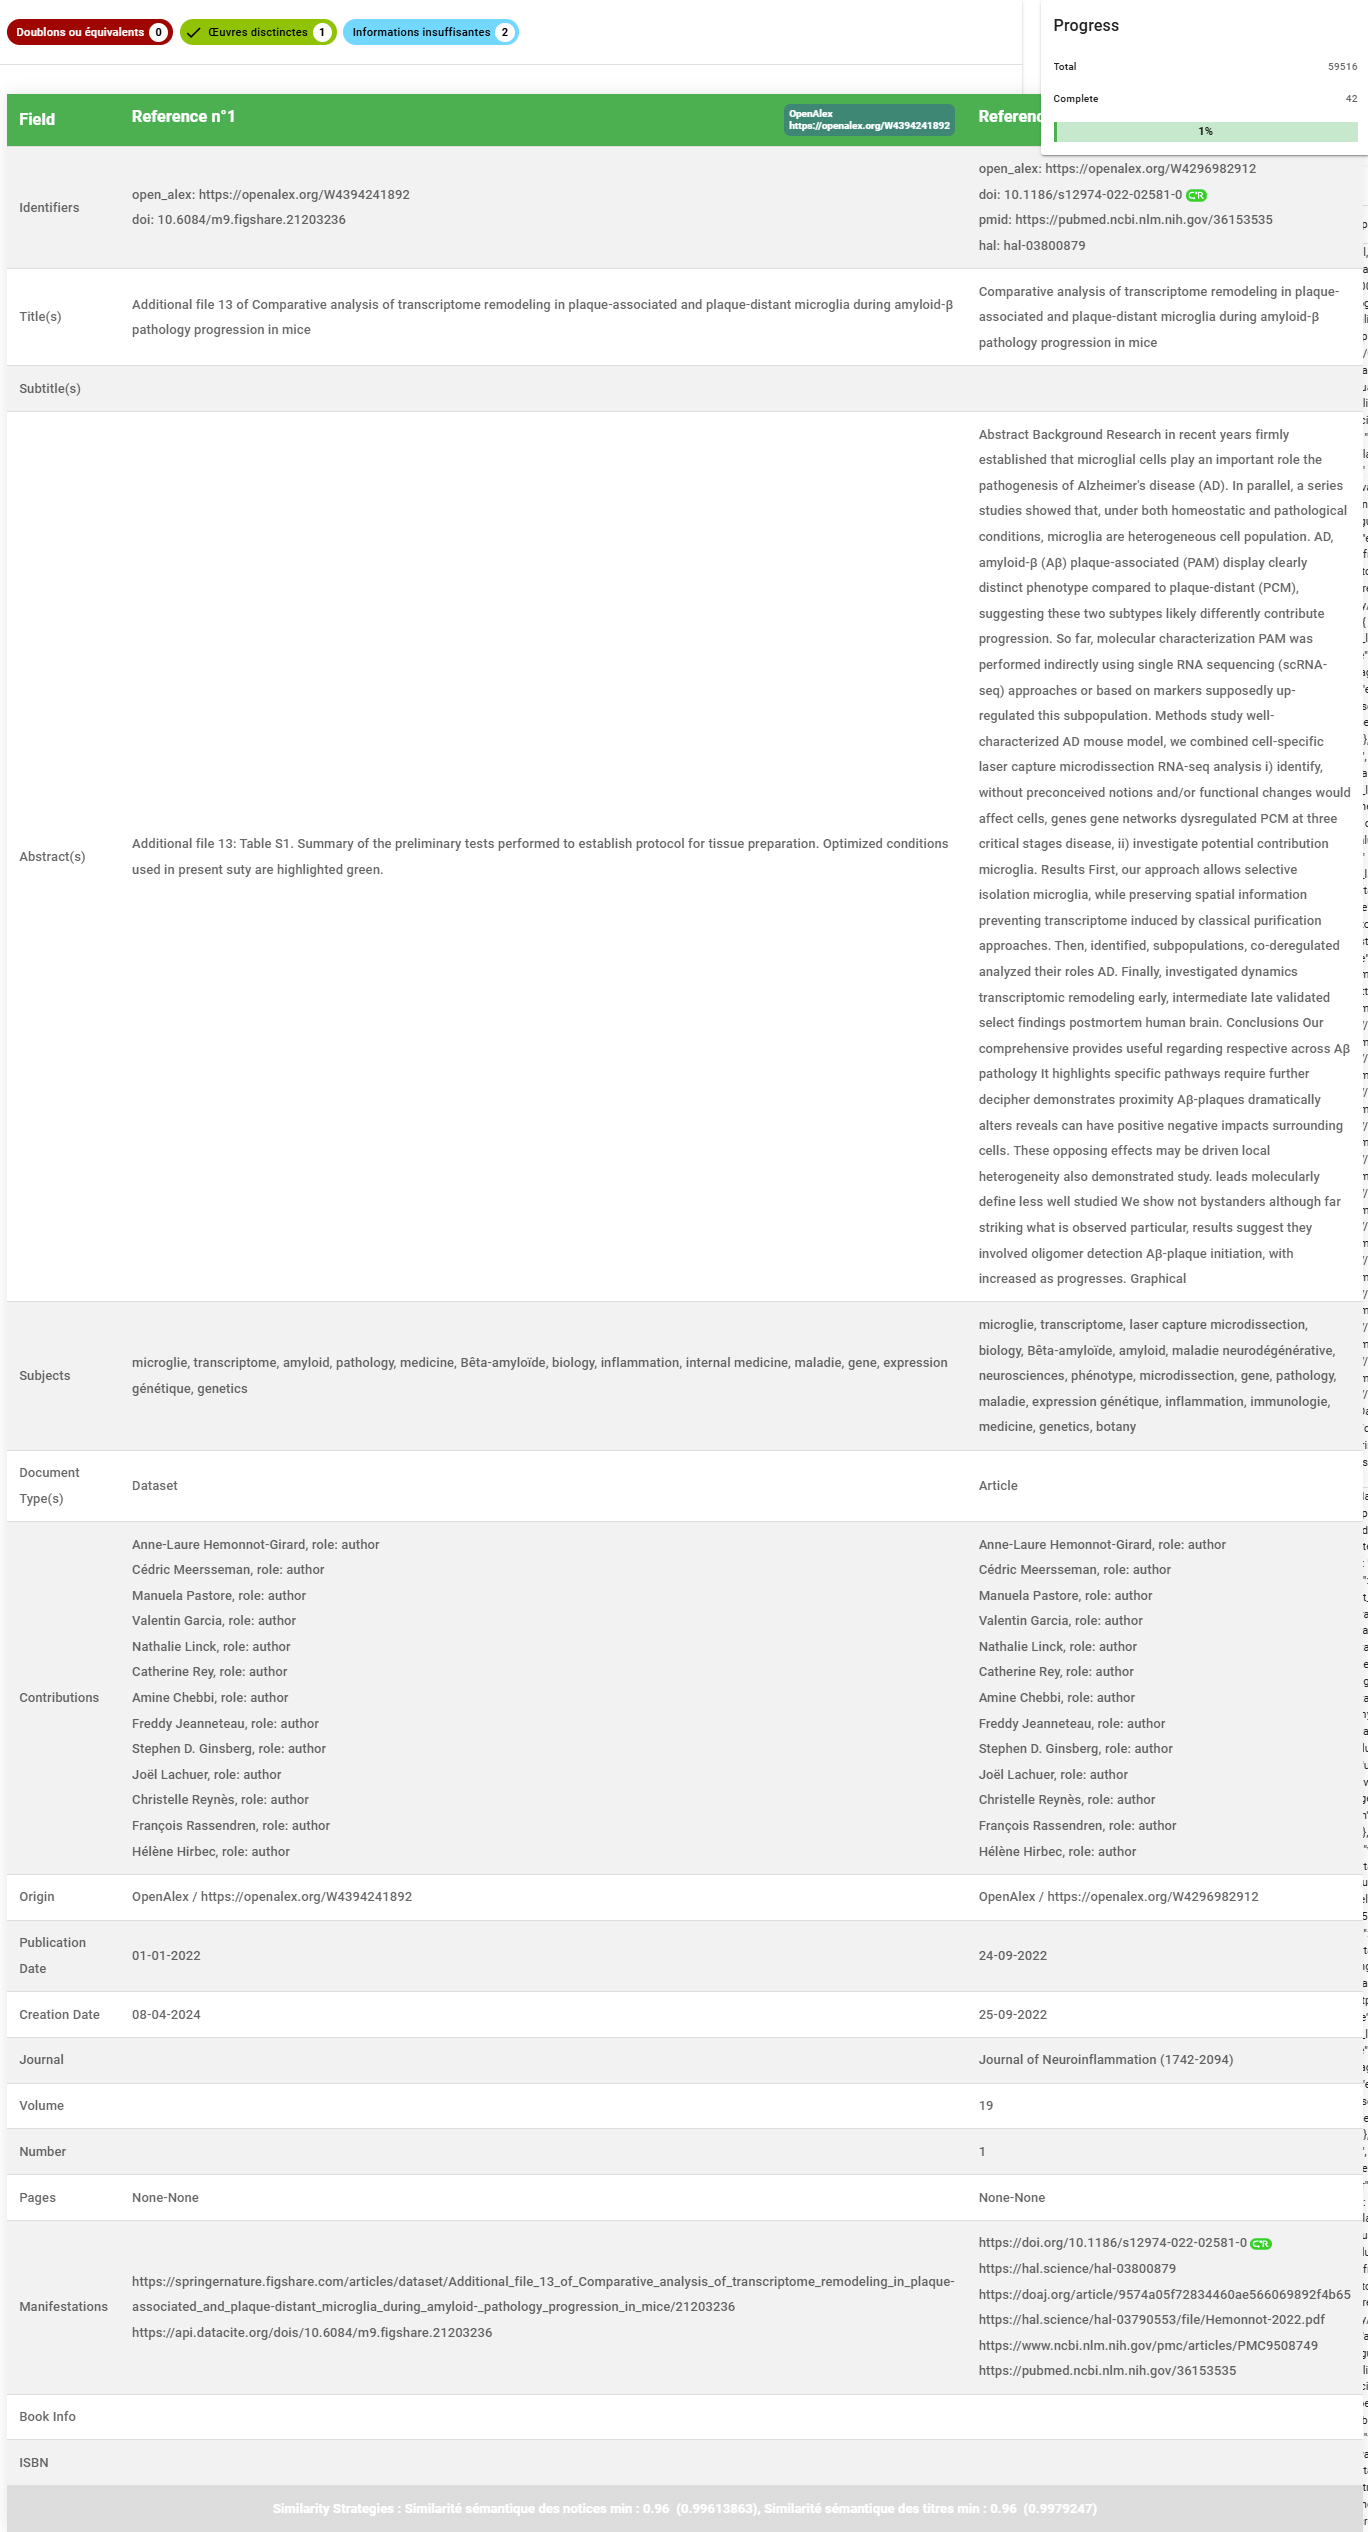 Doublons ou équivalents 0
Œuvres disctinctes 1
Informations insuffisantes 2
Progress
Total 59516
Complete 42
1%
Field
Reference n°1
OpenAlex
https://openalex.org/W4394241892
Identifiers
open_alex: https://openalex.org/W4394241892
doi: 10.6084/m9.figshare.21203236
open_alex: https://openalex.org/W4296982912
doi: 10.1186/s12974-022-02581-0
pmid: https://pubmed.ncbi.nlm.nih.gov/36153535
hal: hal-03800879
Title(s)
Additional file 13 of Comparative analysis of transcriptome remodeling in plaque-associated and plaque-distant microglia during amyloid-β
pathology progression in mice
Comparative analysis of transcriptome remodeling in plaque-
associated and plaque-distant microglia during amyloid-β
pathology progression in mice
Subtitle(s)
Abstract(s)
Additional file 13: Table S1. Summary of the preliminary tests performed to establish protocol for tissue preparation. Optimized conditions
used in present suty are highlighted green.
Abstract Background Research in recent years firmly
established that microglial cells play an important role the
pathogenesis of Alzheimer's disease (AD). In parallel, a series
studies showed that, under both homeostatic and pathological
conditions, microglia are heterogeneous cell population. AD,
amyloid-β (Aβ) plaque-associated (PAM) display clearly
distinct phenotype compared to plaque-distant (PCM),
suggesting these two subtypes likely differently contribute
progression. So far, molecular characterization PAM was
performed indirectly using single RNA sequencing (scRNA-
seq) approaches or based on markers supposedly up-
regulated this subpopulation. Methods study well-
characterized AD mouse model, we combined cell-specific
laser capture microdissection RNA-seq analysis i) identify,
without preconceived notions and/or functional changes would
affect cells, genes gene networks dysregulated PCM at three
critical stages disease, ii) investigate potential contribution
microglia. Results First, our approach allows selective
isolation microglia, while preserving spatial information
preventing transcriptome induced by classical purification
approaches. Then, identified, subpopulations, co-deregulated
analyzed their roles AD. Finally, investigated dynamics
transcriptomic remodeling early, intermediate late validated
select findings postmortem human brain. Conclusions Our
comprehensive provides useful regarding respective across Aβ
pathology It highlights specific pathways require further
decipher demonstrates proximity Aβ-plaques dramatically
alters reveals can have positive negative impacts surrounding
cells. These opposing effects may be driven local
heterogeneity also demonstrated study. leads molecularly
define less well studied We show not bystanders although far
striking what is observed particular, results suggest they
involved oligomer detection Aβ-plaque initiation, with
increased as progresses. Graphical
Subjects
microglie, transcriptome, amyloid, pathology, medicine, Bêta-amyloïde, biology, inflammation, internal medicine, maladie, gene, expression
génétique, genetics
microglie, transcriptome, laser capture microdissection,
biology, Bêta-amyloïde, amyloid, maladie neurodégénérative,
neurosciences, phénotype, microdissection, gene, pathology,
maladie, expression génétique, inflammation, immunologie,
medicine, genetics, botany
Document
Type(s)
Dataset
Article
Contributions
Anne-Laure Hemonnot-Girard, role: author
Cédric Meersseman, role: author
Manuela Pastore, role: author
Valentin Garcia, role: author
Nathalie Linck, role: author
Catherine Rey, role: author
Amine Chebbi, role: author
Freddy Jeanneteau, role: author
Stephen D. Ginsberg, role: author
Joël Lachuer, role: author
Christelle Reynès, role: author
François Rassendren, role: author
Hélène Hirbec, role: author
Anne-Laure Hemonnot-Girard, role: author
Cédric Meersseman, role: author
Manuela Pastore, role: author
Valentin Garcia, role: author
Nathalie Linck, role: author
Catherine Rey, role: author
Amine Chebbi, role: author
Freddy Jeanneteau, role: author
Stephen D. Ginsberg, role: author
Joël Lachuer, role: author
Christelle Reynès, role: author
François Rassendren, role: author
Hélène Hirbec, role: author
Origin
OpenAlex / https://openalex.org/W4394241892
OpenAlex / https://openalex.org/W4296982912
Publication
Date
01-01-2022
24-09-2022
Creation Date
08-04-2024
25-09-2022
Journal
Journal of Neuroinflammation (1742-2094)
Volume
19
Number
1
Pages
None-None
None-None
Manifestations
https://springernature.figshare.com/articles/dataset/Additional_file_13_of_Comparative_analysis_of_transcriptome_remodeling_in_plaque-
associated_and_plaque-distant_microglia_during_amyloid-_pathology_progression_in_mice/21203236
https://api.datacite.org/dois/10.6084/m9.figshare.21203236
https://doi.org/10.1186/s12974-022-02581-0
https://hal.science/hal-03800879
https://doaj.org/article/9574a05f72834460ae566069892f4b65
https://hal.science/hal-03790553/file/Hemonnot-2022.pdf
https://www.ncbi.nlm.nih.gov/pmc/articles/PMC9508749
https://pubmed.ncbi.nlm.nih.gov/36153535
Book Info
ISBN
Similarity Strategies : Similarité sémantique des notices min : 0.96 (0.99613863), Similarité sémantique des titres min : 0.96 (0.9979247)